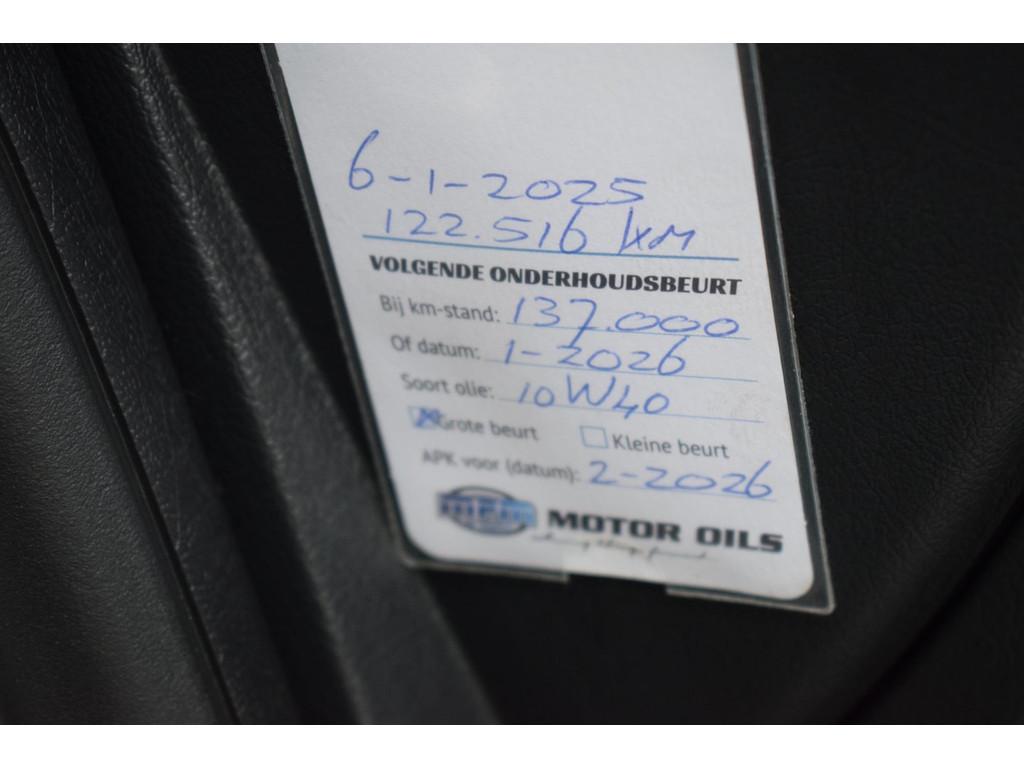 6-1-2025
122.516 KM
VOLGENDE ONDERHOUDSBEURT
Bij km-stand: 137.000
Of datum: 1-2026
Soort olie: 10W40
Grote beurt Kleine beurt
APK voor (datum): 2-2026
MPM MOTOR OILS